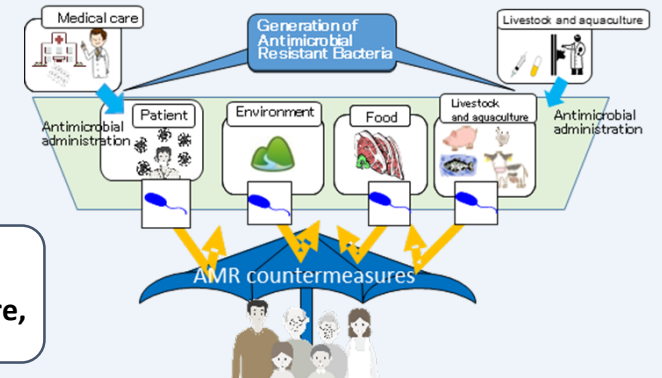 Medical care
Generation of
Antimicrobial
Resistant Bacteria
Livestock and aquaculture
Antimicrobial
administration
Patient
Environment
Food
Livestock
and aquaculture
Antimicrobial
administration
re,
AMR countermeasures